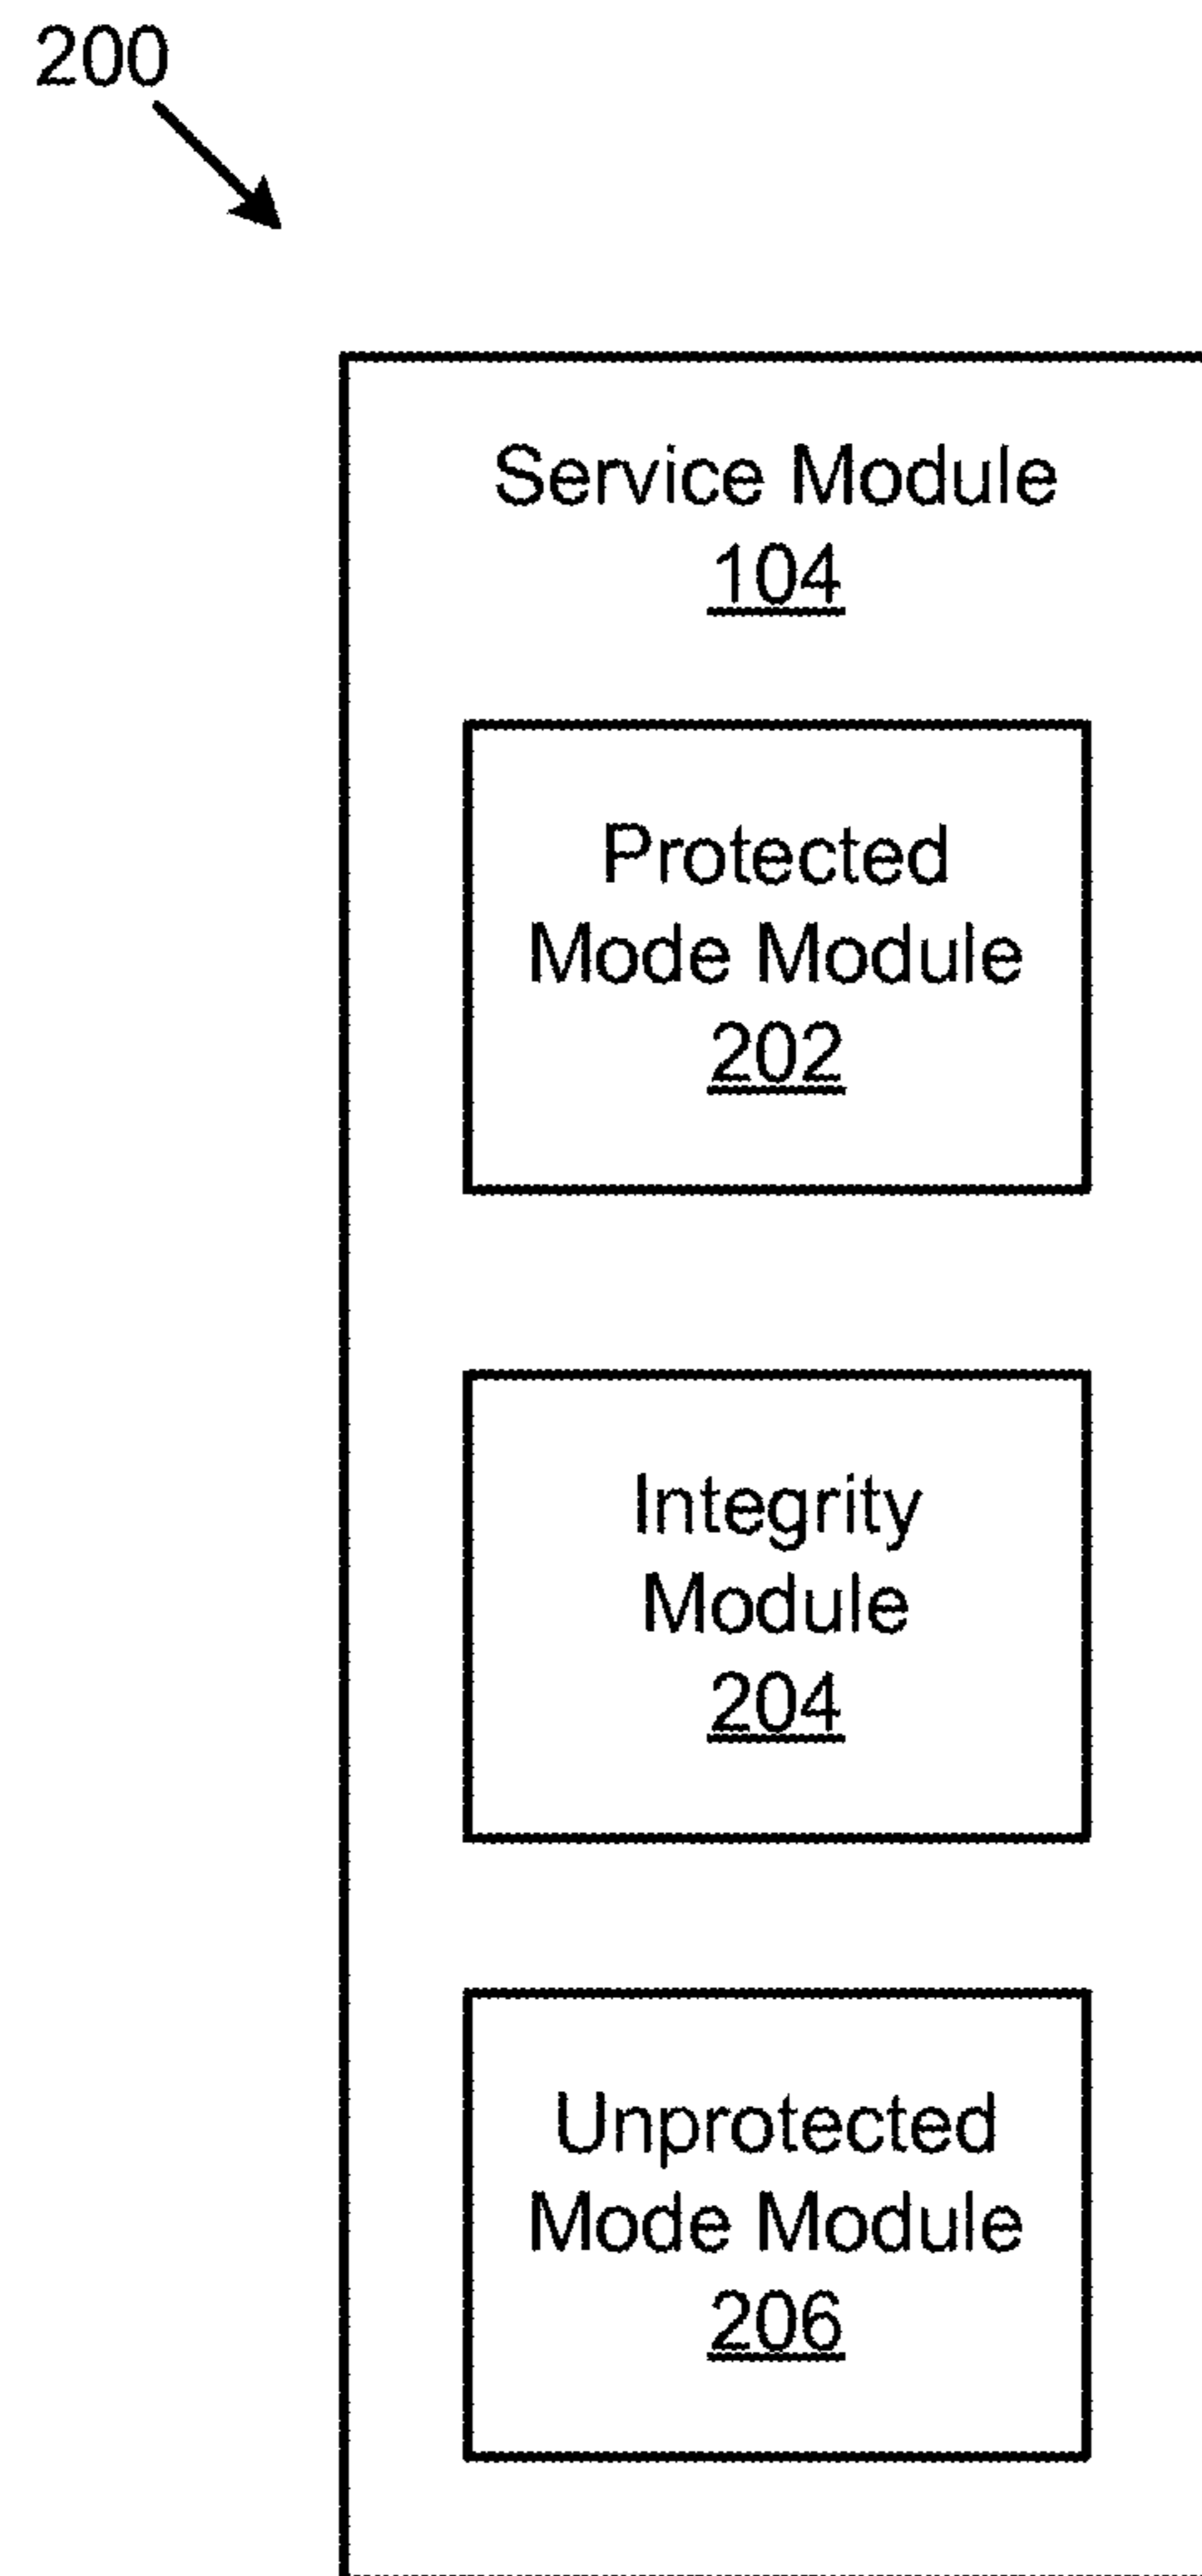 200
Service Module
104
Protected
Mode Module
202
Integrity
Module
204
Unprotected
Mode Module
206